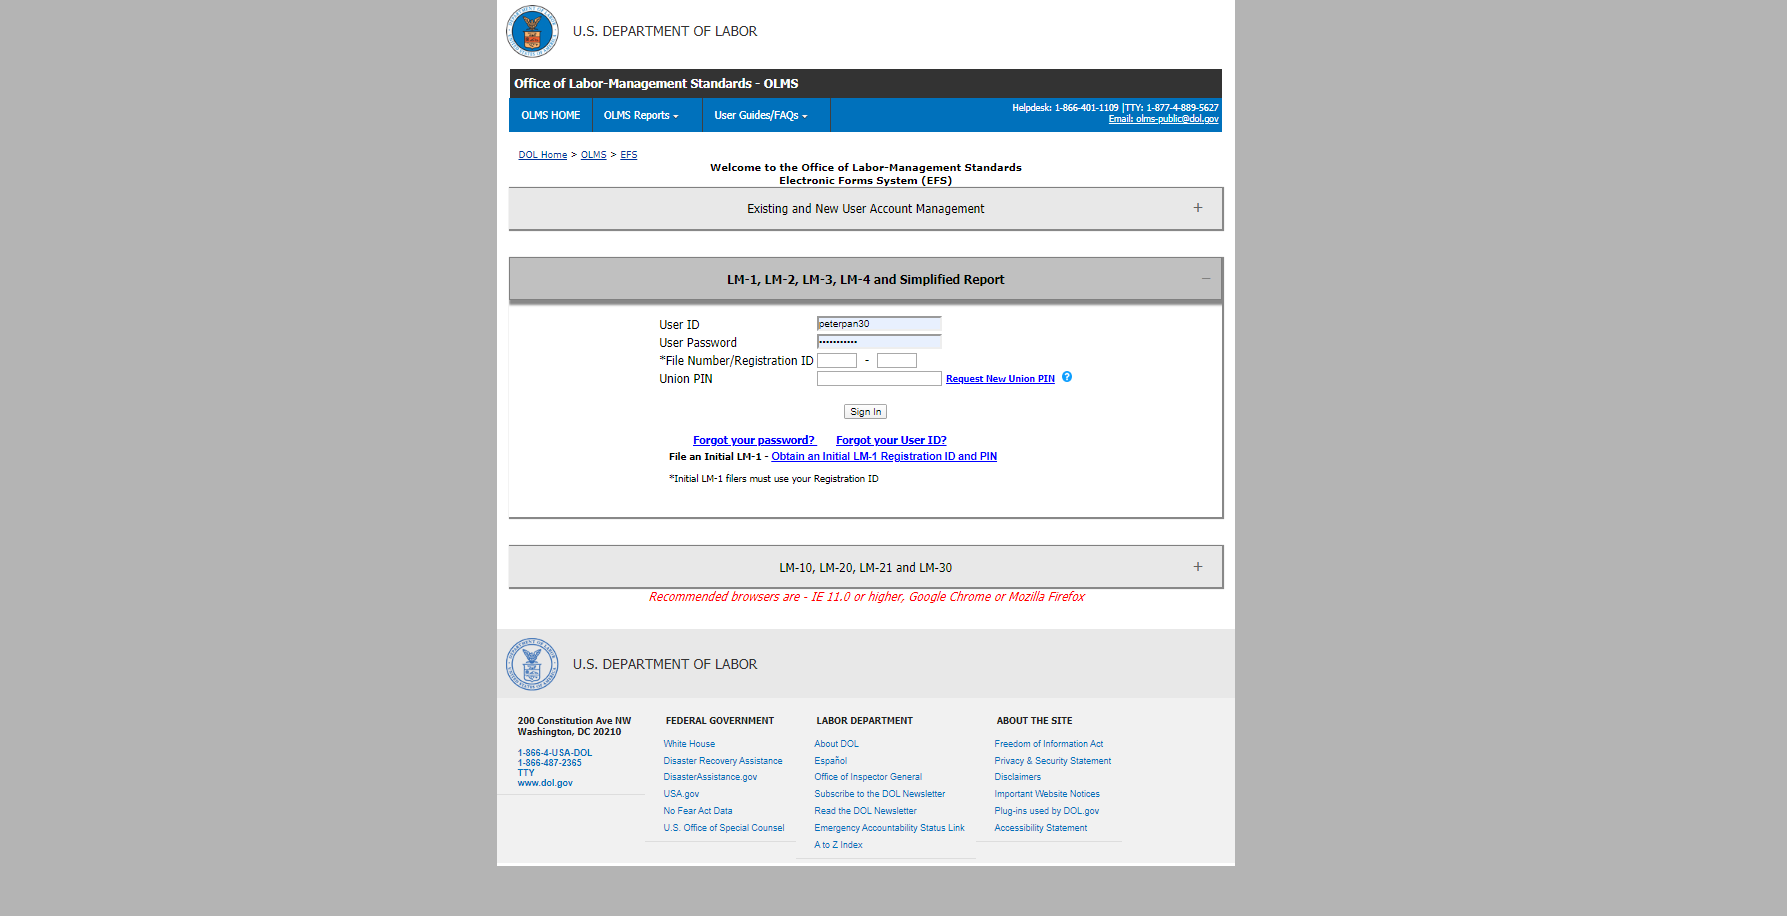 U.S. DEPARTMENT OF LABOR
Office of Labor-Management Standards - OLMS
OLMS HOME
OLMS Reports
User Guides/FAQs
Helpdesk: 1-866-401-1109 |TTY: 1-877-4-889-5627
Email: olms-public@dol.gov
DOL Home > OLMS > EFS
Welcome to the Office of Labor-Management Standards
Electronic Forms System (EFS)
Existing and New User Account Management +
LM-1, LM-2, LM-3, LM-4 and Simplified Report −
User ID peterpan30
User Password •••••••••••
*File Number/Registration ID -
Union PIN Request New Union PIN ?
Sign In
Forgot your password? Forgot your User ID?
File an Initial LM-1 - Obtain an Initial LM-1 Registration ID and PIN
*Initial LM-1 filers must use your Registration ID
LM-10, LM-20, LM-21 and LM-30 +
Recommended browsers are - IE 11.0 or higher, Google Chrome or Mozilla Firefox
U.S. DEPARTMENT OF LABOR
200 Constitution Ave NW
Washington, DC 20210
1-866-4-USA-DOL
1-866-487-2365
TTY
www.dol.gov
FEDERAL GOVERNMENT
White House
Disaster Recovery Assistance
DisasterAssistance.gov
USA.gov
No Fear Act Data
U.S. Office of Special Counsel
LABOR DEPARTMENT
About DOL
Español
Office of Inspector General
Subscribe to the DOL Newsletter
Read the DOL Newsletter
Emergency Accountability Status Link
A to Z Index
ABOUT THE SITE
Freedom of Information Act
Privacy & Security Statement
Disclaimers
Important Website Notices
Plug-ins used by DOL.gov
Accessibility Statement